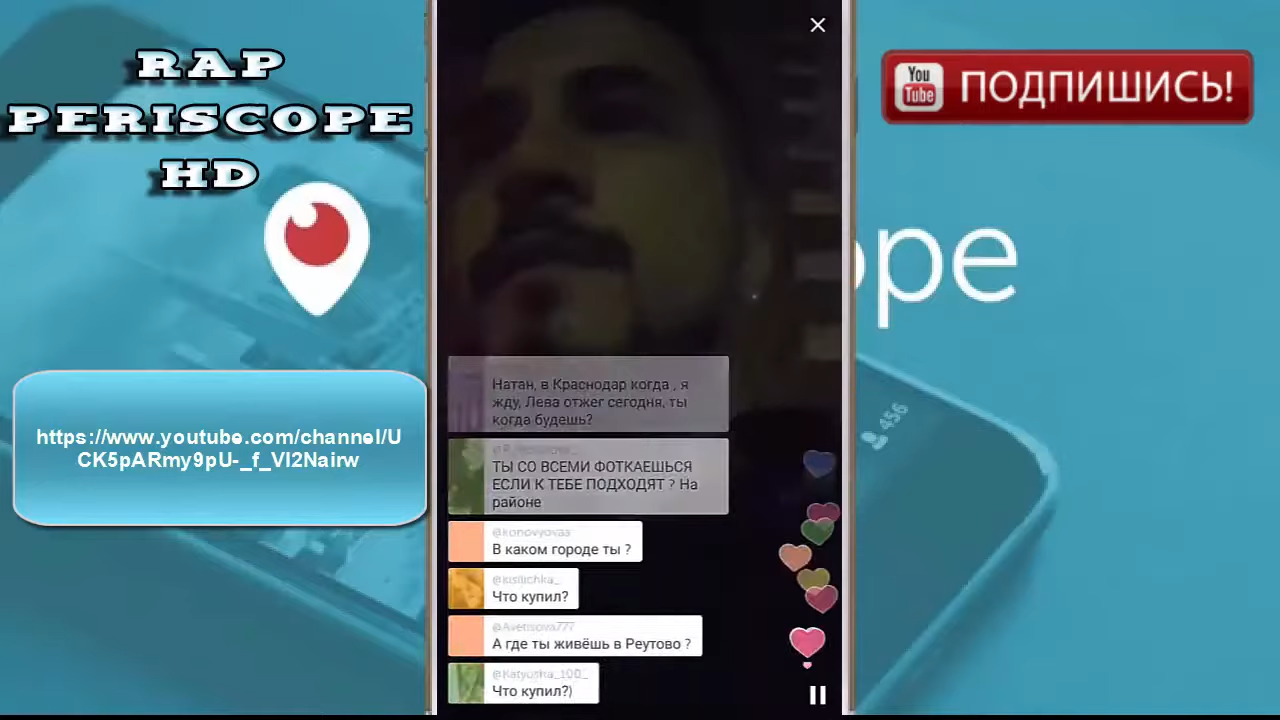 RAP
PERISCOPE
HD
https://www.youtube.com/channel/U
CK5pARmy9pU-_f_Vl2Nairw
You
Tube
ПОДПИШИСЬ!
ope
456
Натан, в Краснодар когда , я
жду, Лева отжег сегодня, ты
когда будешь?
ТЫ СО ВСЕМИ ФОТКАЕШЬСЯ
ЕСЛИ К ТЕБЕ ПОДХОДЯТ ? На
районе
В каком городе ты ?
@kisilichka_
Что купил?
@Avetisova777
А где ты живёшь в Реутово ?
@Katyusha_100_
Что купил?)